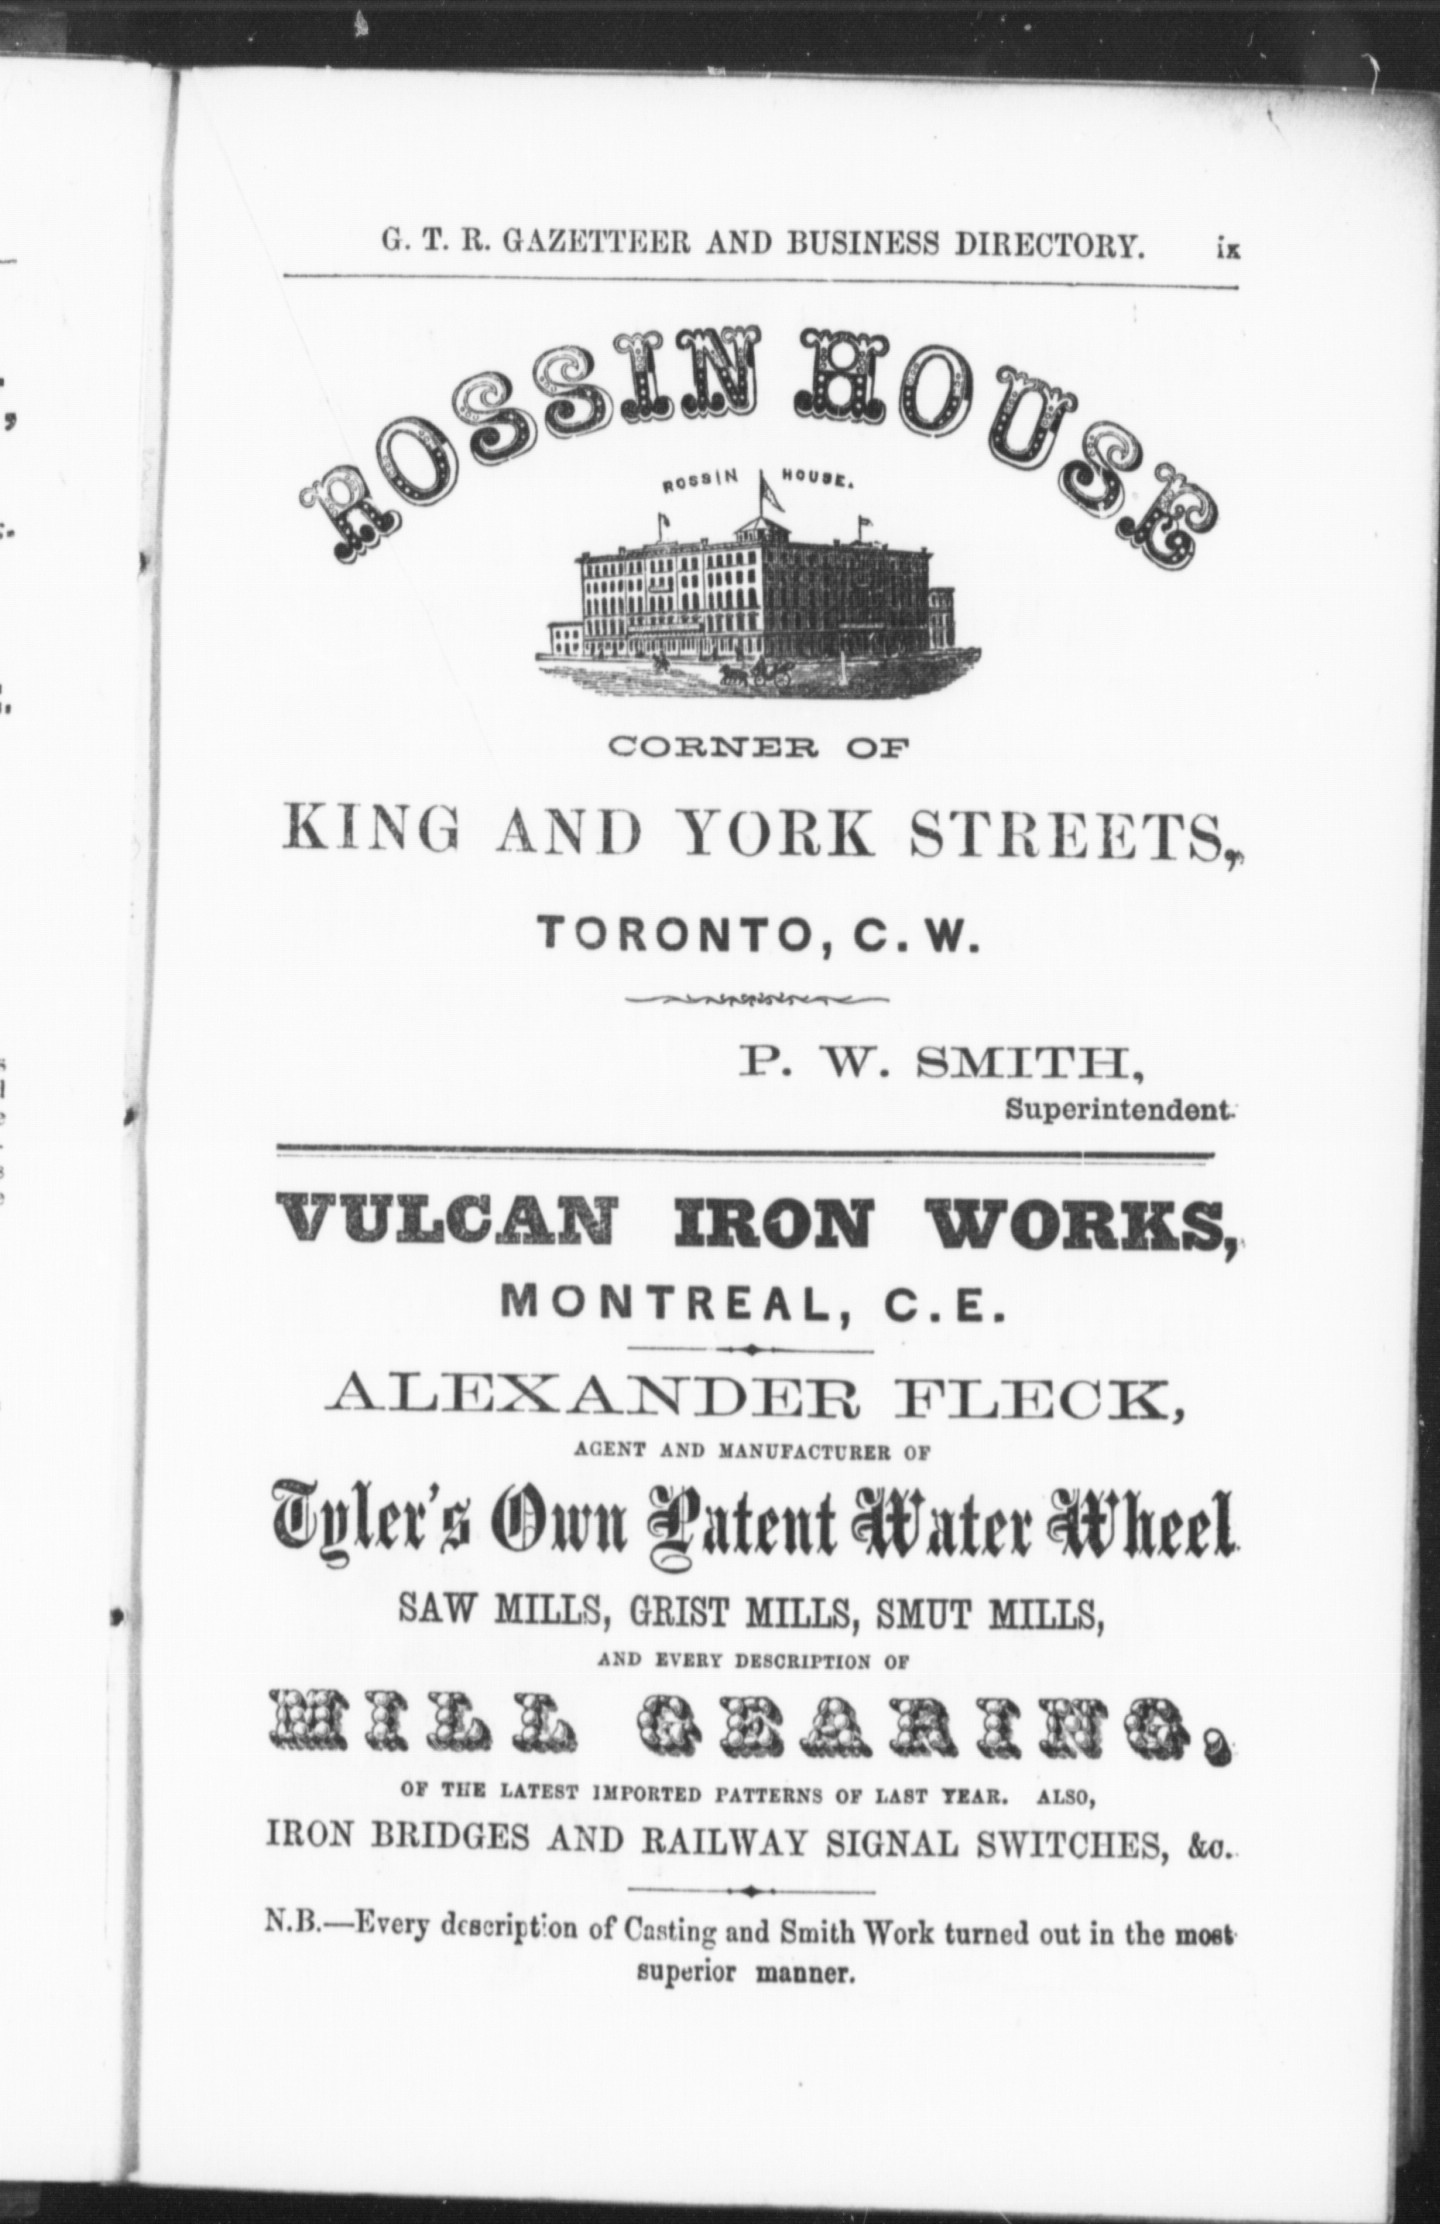 G. T. R. GAZETTEER AND BUSINESS DIRECTORY. ix
ROSSIN HOUSE
ROSSIN HOUSE.
CORNER OF
KING AND YORK STREETS,
TORONTO, C. W.
P. W. SMITH,
Superintendent.
VULCAN IRON WORKS,
MONTREAL, C. E.
ALEXANDER FLECK,
AGENT AND MANUFACTURER OF
Tyler's Own Patent Water Wheel.
SAW MILLS, GRIST MILLS, SMUT MILLS,
AND EVERY DESCRIPTION OF
MILL GEARING,
OF THE LATEST IMPORTED PATTERNS OF LAST YEAR. ALSO,
IRON BRIDGES AND RAILWAY SIGNAL SWITCHES, &c.
N.B.—Every description of Casting and Smith Work turned out in the most
superior manner.